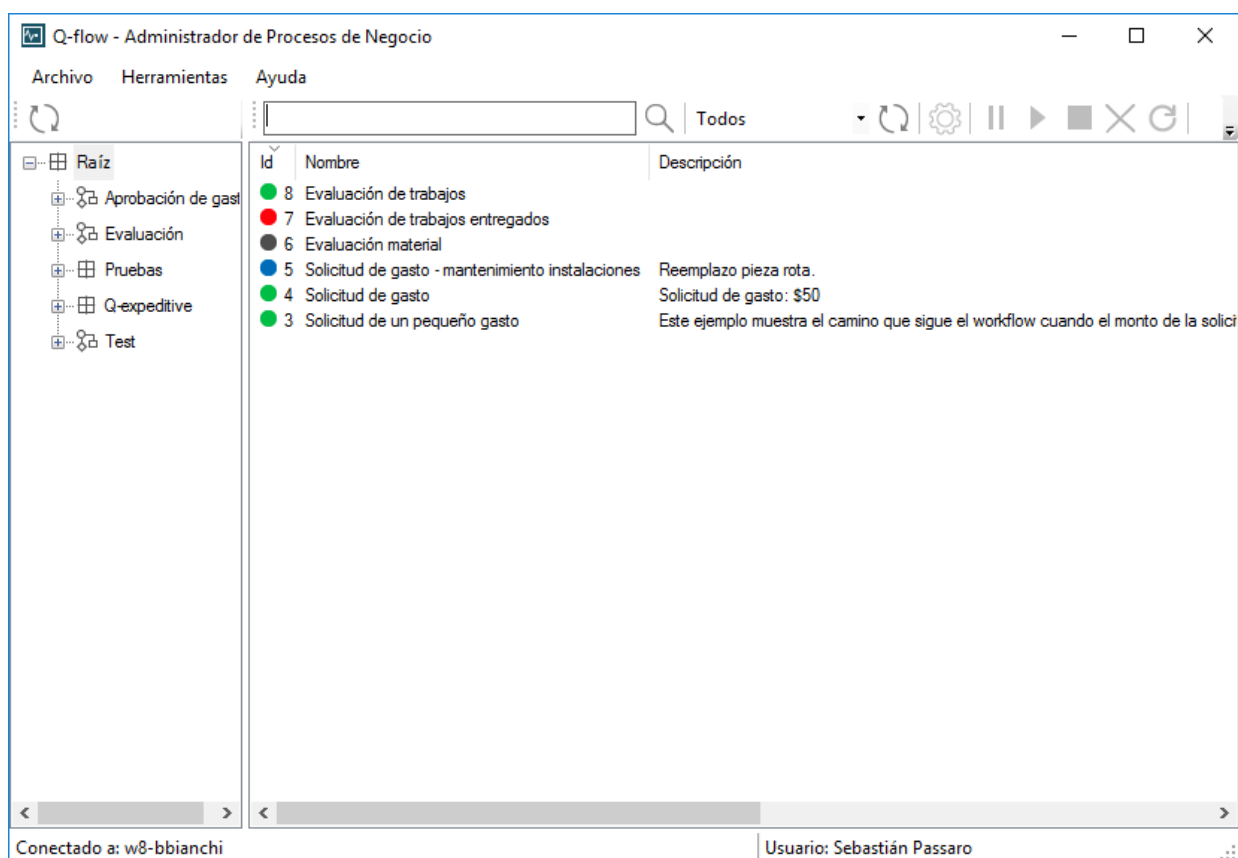 Q-flow - Administrador de Procesos de Negocio
Archivo Herramientas Ayuda
Todos
Raíz
Aprobación de gast
Evaluación
Pruebas
Q-expeditive
Test
Id Nombre Descripción
8 Evaluación de trabajos
7 Evaluación de trabajos entregados
6 Evaluación material
5 Solicitud de gasto - mantenimiento instalaciones Reemplazo pieza rota.
4 Solicitud de gasto Solicitud de gasto: $50
3 Solicitud de un pequeño gasto Este ejemplo muestra el camino que sigue el workflow cuando el monto de la solici
Conectado a: w8-bbianchi Usuario: Sebastián Passaro